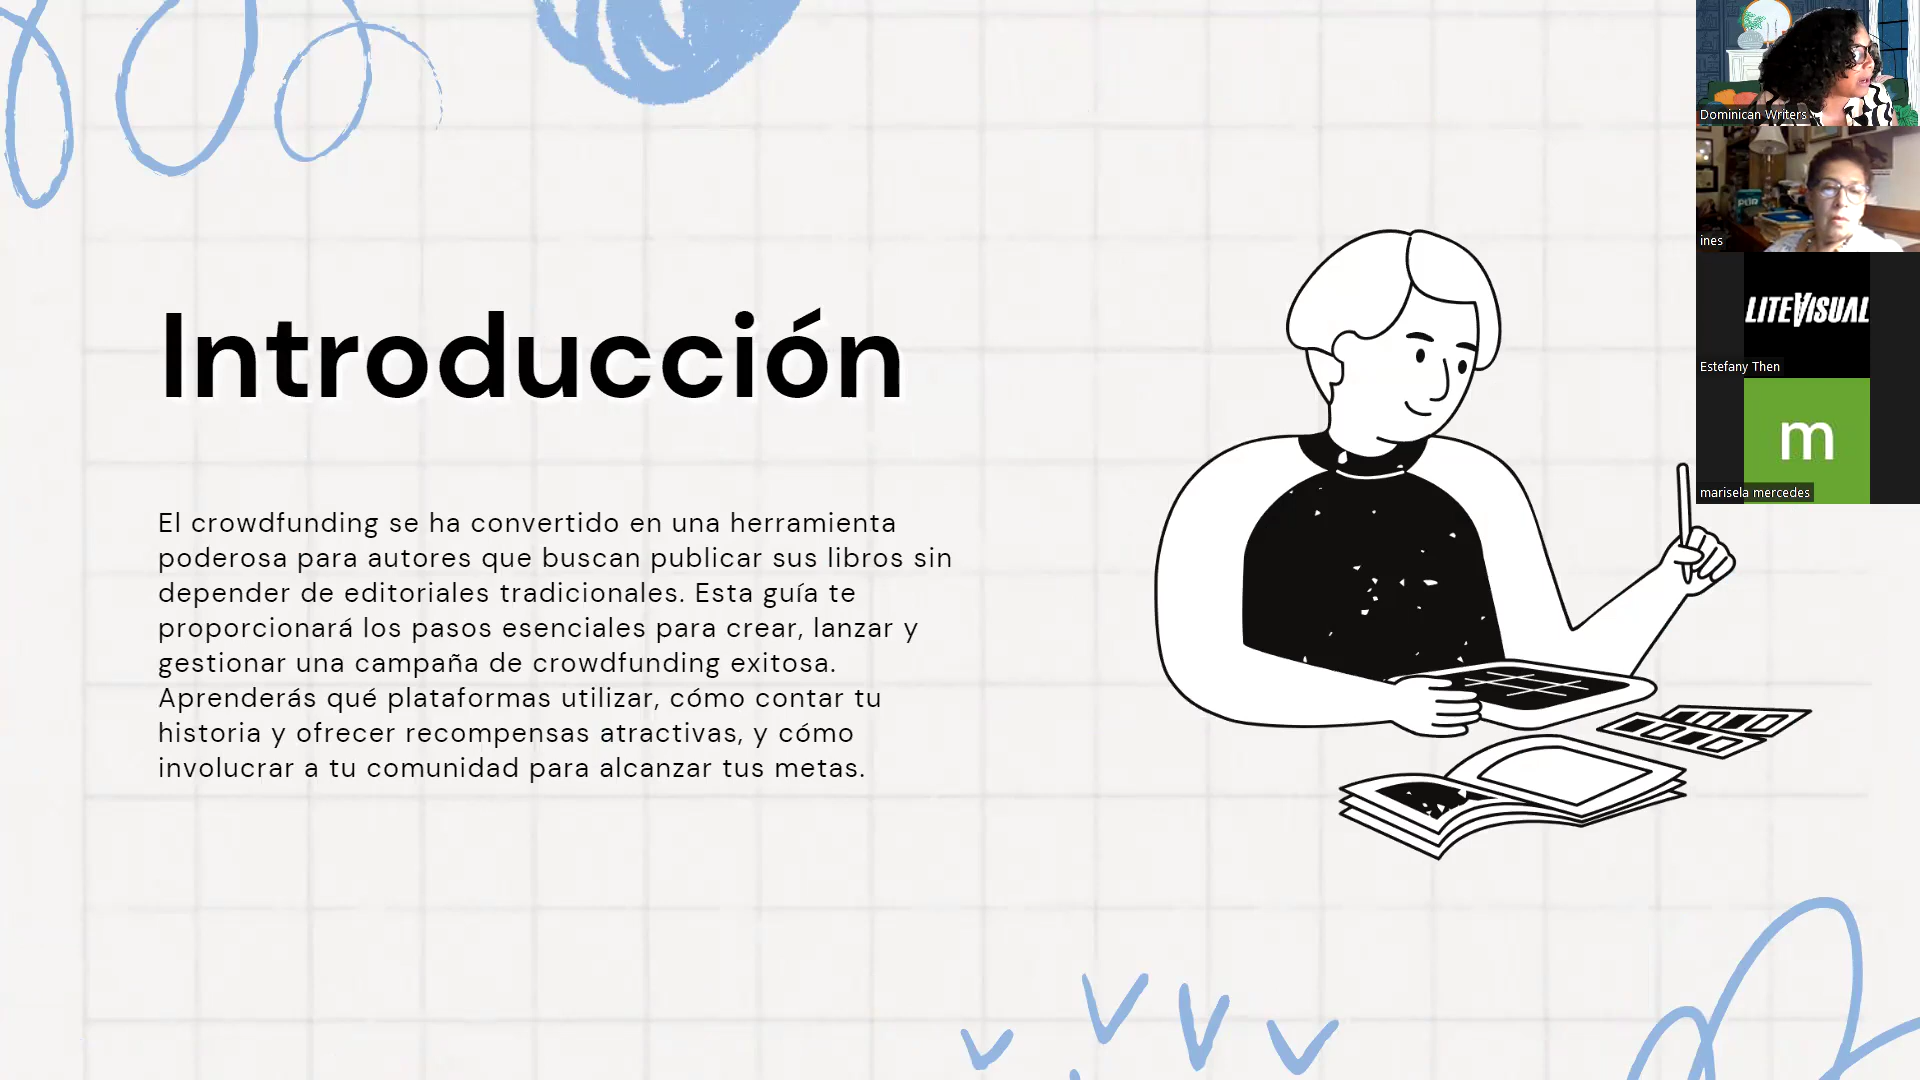 Introducción
El crowdfunding se ha convertido en una herramienta
poderosa para autores que buscan publicar sus libros sin
depender de editoriales tradicionales. Esta guía te
proporcionará los pasos esenciales para crear, lanzar y
gestionar una campaña de crowdfunding exitosa.
Aprenderás qué plataformas utilizar, cómo contar tu
historia y ofrecer recompensas atractivas, y cómo
involucrar a tu comunidad para alcanzar tus metas.
Dominican Writers
ines
LITEVISUAL
Estefany Then
m
marisela mercedes